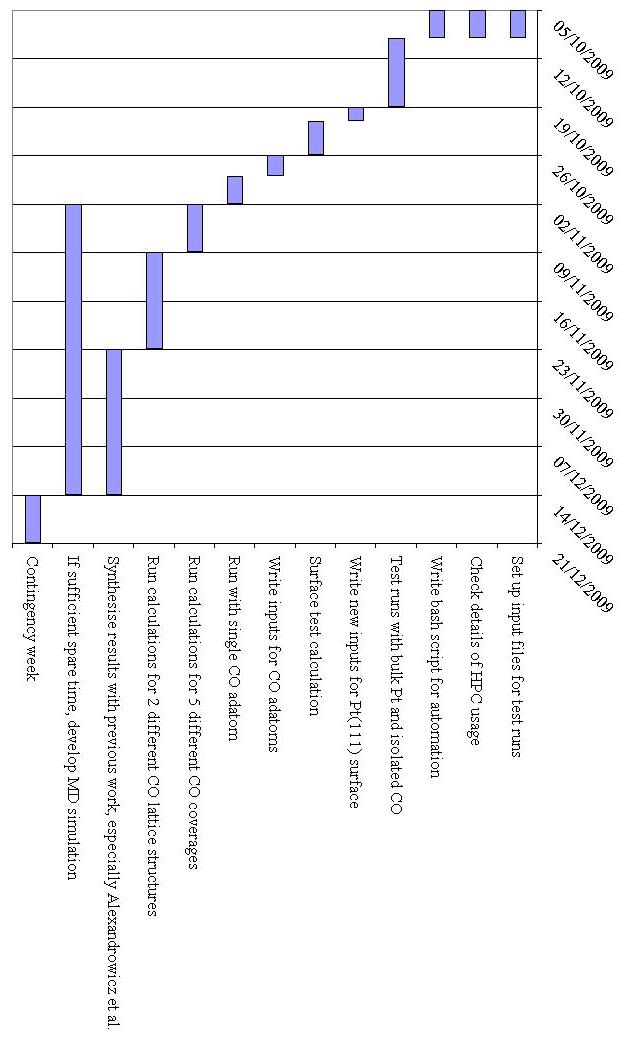 05/10/2009
12/10/2009
19/10/2009
26/10/2009
02/11/2009
09/11/2009
16/11/2009
23/11/2009
30/11/2009
07/12/2009
14/12/2009
21/12/2009
Set up input files for test runs
Check details of HPC usage
Write bash script for automation
Test runs with bulk Pt and isolated CO
Write new inputs for Pt(111) surface
Surface test calculation
Write inputs for CO adatoms
Run with single CO adatom
Run calculations for 5 different CO coverages
Run calculations for 2 different CO lattice structures
Synthesise results with previous work, especially Alexandrowicz et al.
If sufficient spare time, develop MD simulation
Contingency week